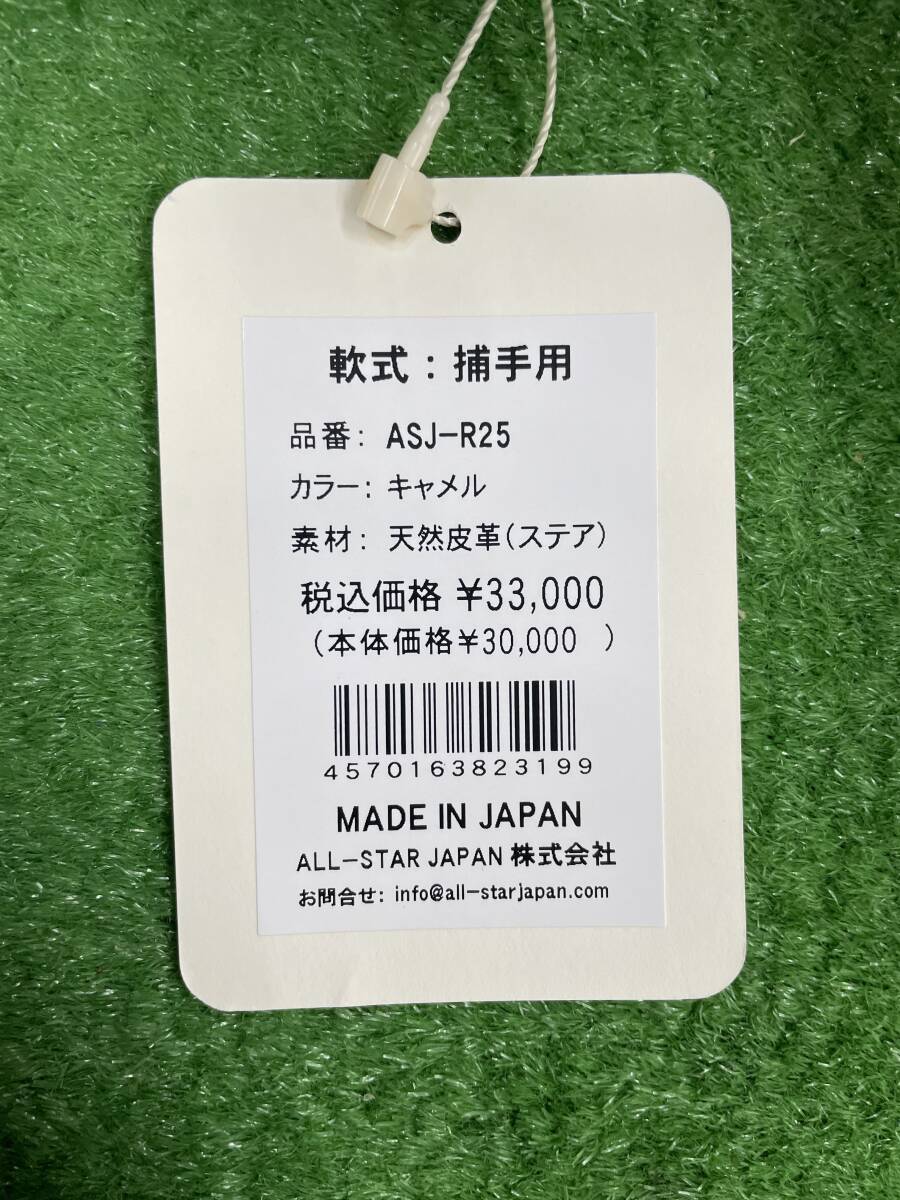 軟式：捕手用
品番： ASJ-R25
カラー： キャメル
素材： 天然皮革(ステア)
税込価格 ¥33,000
(本体価格¥30,000 )
4570163823199
MADE IN JAPAN
ALL-STAR JAPAN 株式会社
お問合せ: info@all-starjapan.com